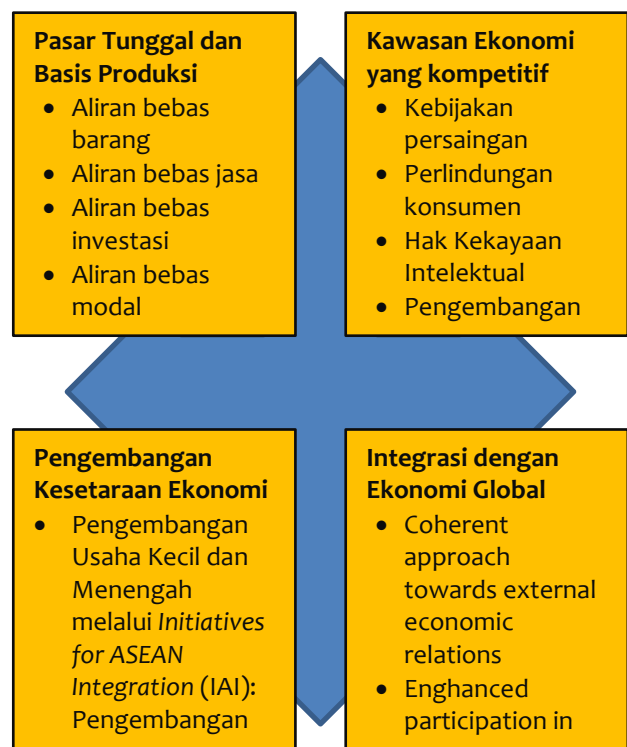 Pasar Tunggal dan
Basis Produksi
• Aliran bebas
barang
• Aliran bebas jasa
• Aliran bebas
investasi
• Aliran bebas
modal
Kawasan Ekonomi
yang kompetitif
• Kebijakan
persaingan
• Perlindungan
konsumen
• Hak Kekayaan
Intelektual
• Pengembangan
Pengembangan
Kesetaraan Ekonomi
• Pengembangan
Usaha Kecil dan
Menengah
melalui Initiatives
for ASEAN
Integration (IAI):
Pengembangan
Integrasi dengan
Ekonomi Global
• Coherent
approach
towards external
economic
relations
• Enghanced
participation in